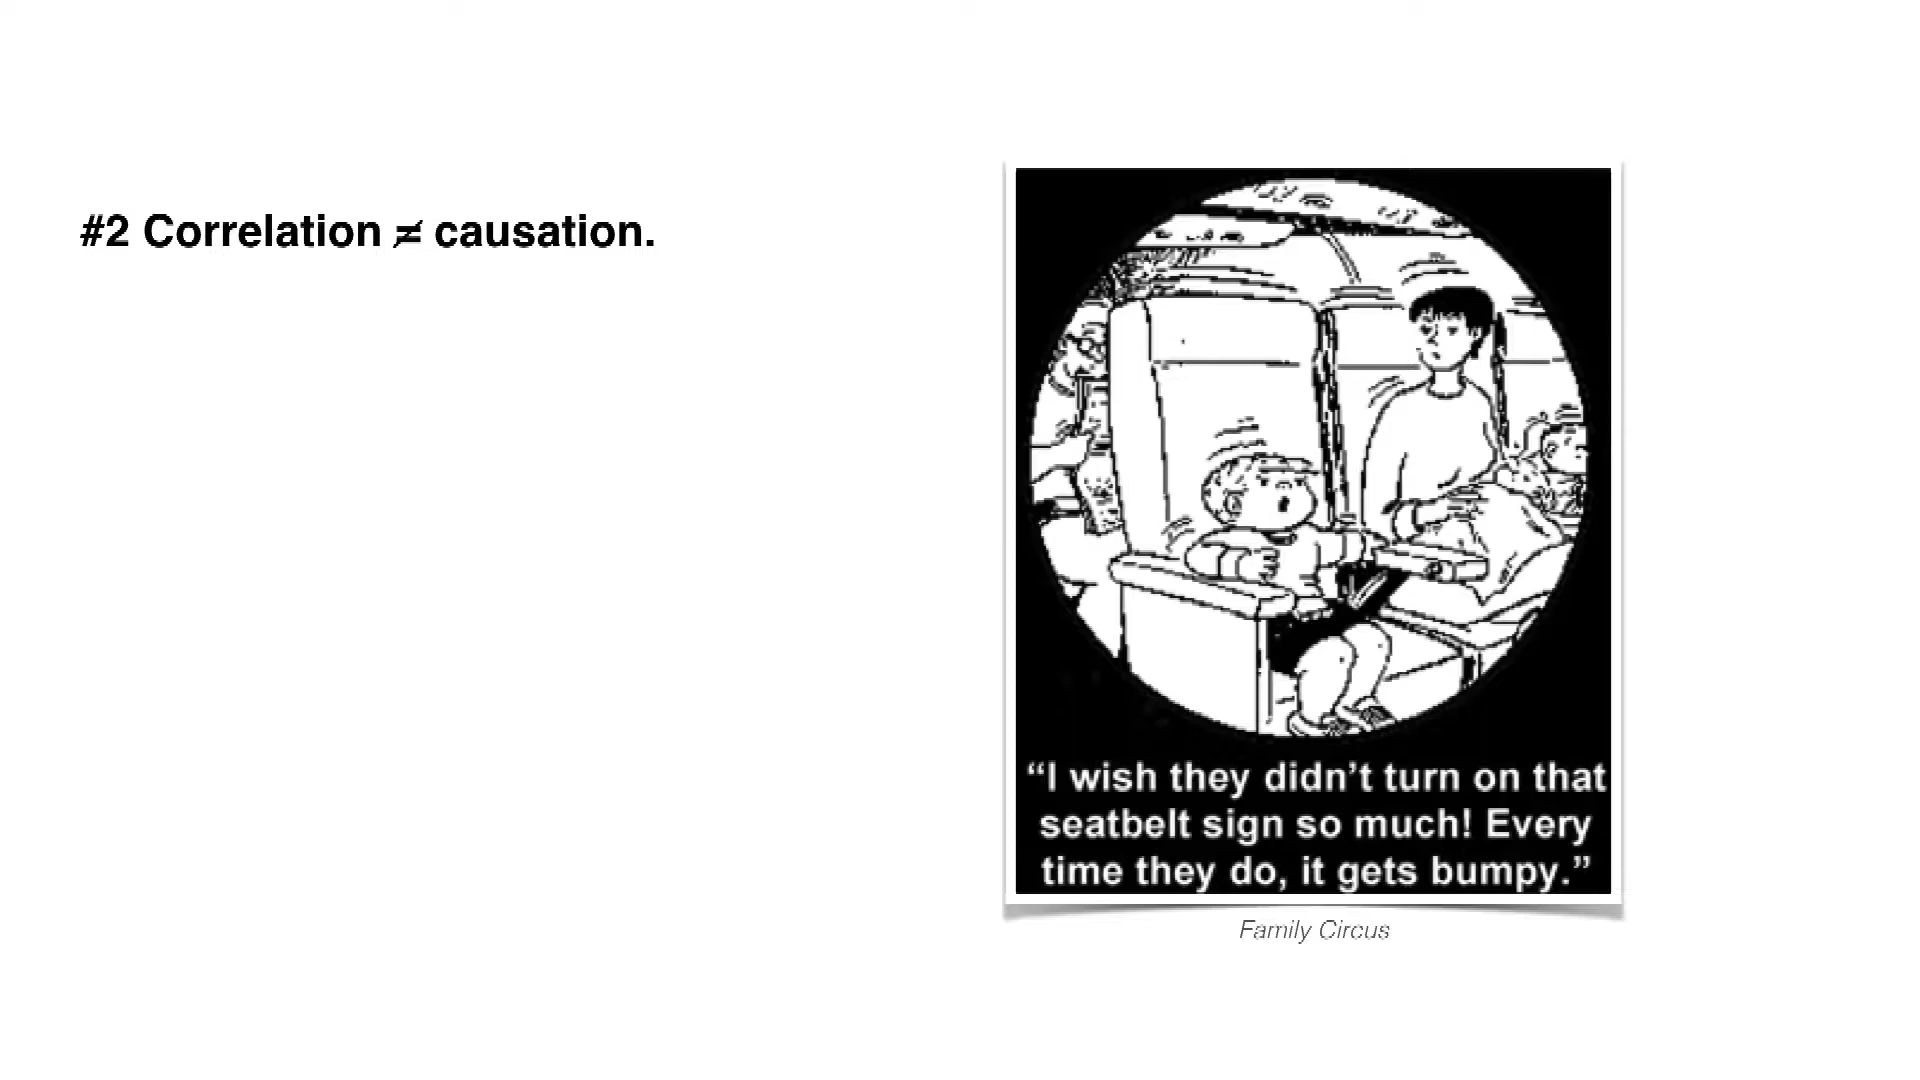 #2 Correlation ≠ causation.
“I wish they didn’t turn on that
seatbelt sign so much! Every
time they do, it gets bumpy.”
Family Circus